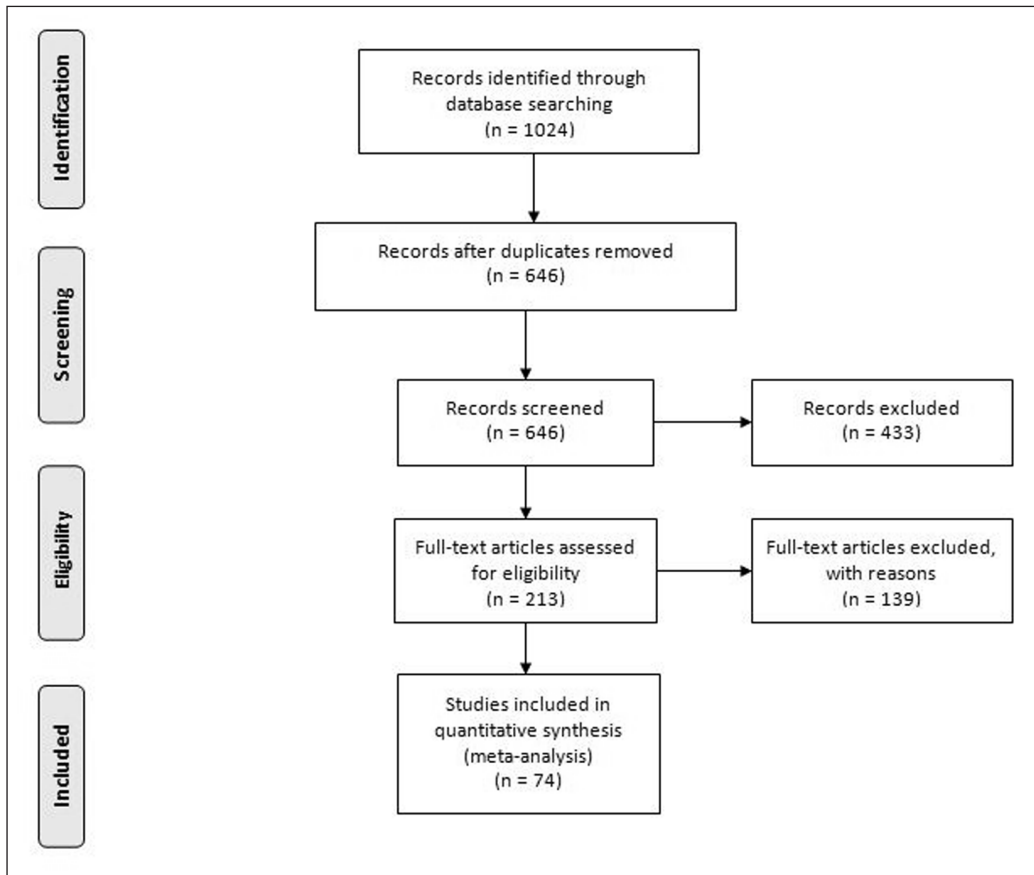 Identification
Records identified through
database searching
(n = 1024)
Records after duplicates removed
(n = 646)
Screening
Records screened
(n = 646)
Records excluded
(n = 433)
Eligibility
Full-text articles assessed
for eligibility
(n = 213)
Full-text articles excluded,
with reasons
(n = 139)
Included
Studies included in
quantitative synthesis
(meta-analysis)
(n = 74)